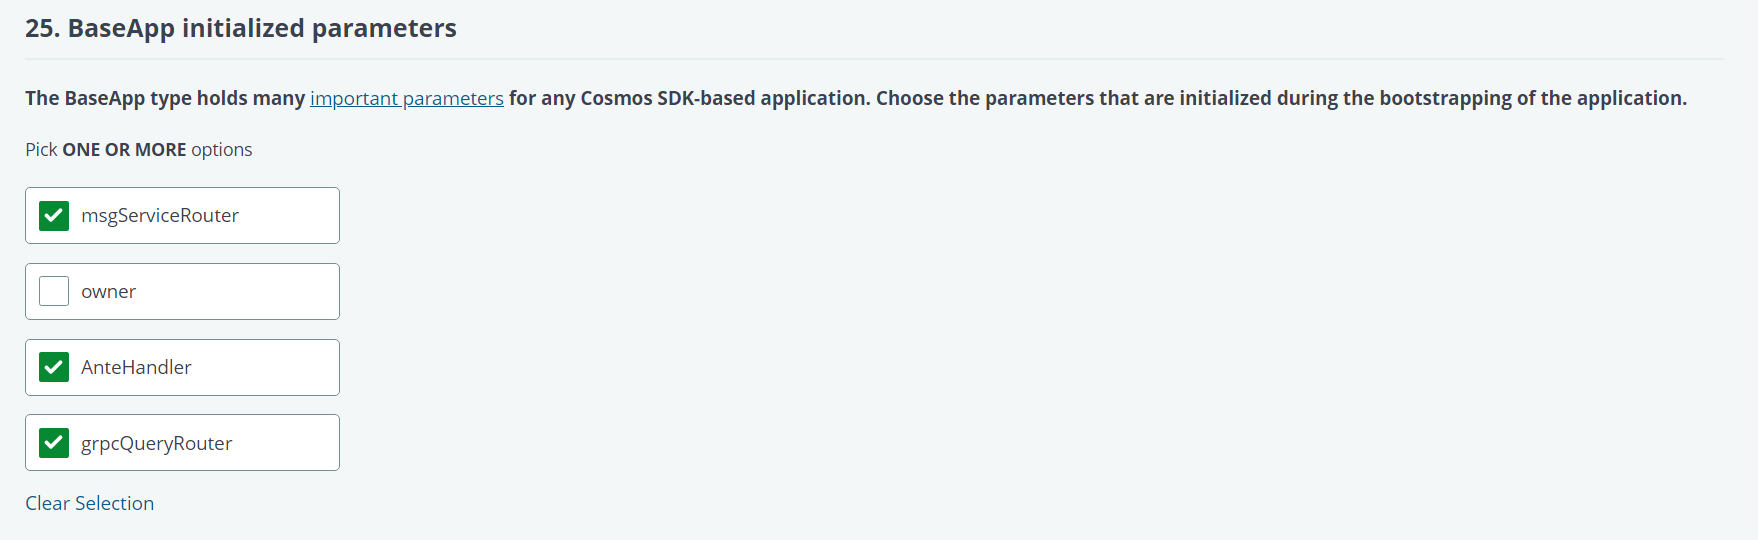 25. BaseApp initialized parameters
The BaseApp type holds many important parameters for any Cosmos SDK-based application. Choose the parameters that are initialized during the bootstrapping of the application.
Pick ONE OR MORE options
msgServiceRouter
owner
AnteHandler
grpcQueryRouter
Clear Selection